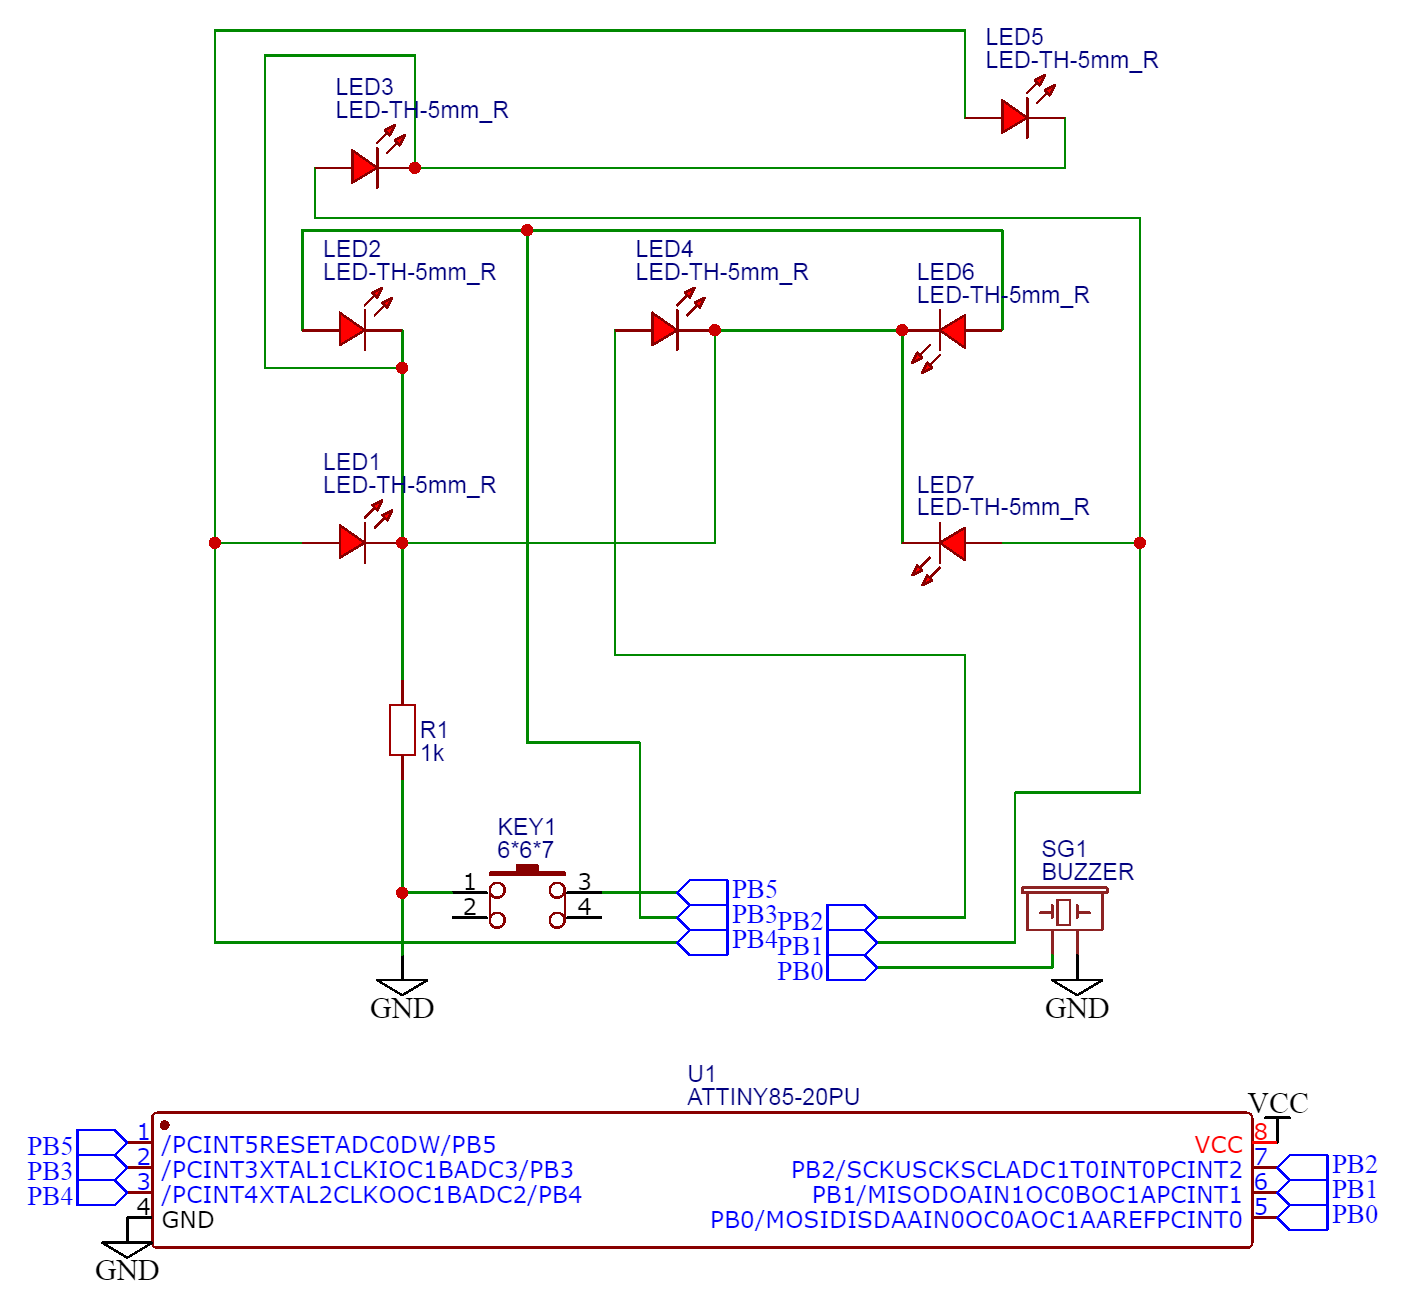 LED5
LED-TH-5mm_R
LED3
LED-TH-5mm_R
LED2
LED-TH-5mm_R
LED4
LED-TH-5mm_R
LED6
LED-TH-5mm_R
LED1
LED-TH-5mm_R
LED7
LED-TH-5mm_R
R1
1k
KEY1
6*6*7
1
2
3
4
PB5
PB3
PB4
PB2
PB1
PB0
SG1
BUZZER
GND
GND
U1
ATTINY85-20PU
VCC
PB5 1 /PCINT5RESETADC0DW/PB5
PB3 2 /PCINT3XTAL1CLKIOC1BADC3/PB3
PB4 3 /PCINT4XTAL2CLKOOC1BADC2/PB4
4 GND
GND
VCC 8
PB2/SCKUSCKSCLADC1T0INT0PCINT2 7 PB2
PB1/MISODOAIN1OC0BOC1APCINT1 6 PB1
PB0/MOSIDISDAAIN0OC0AOC1AAREFPCINT0 5 PB0